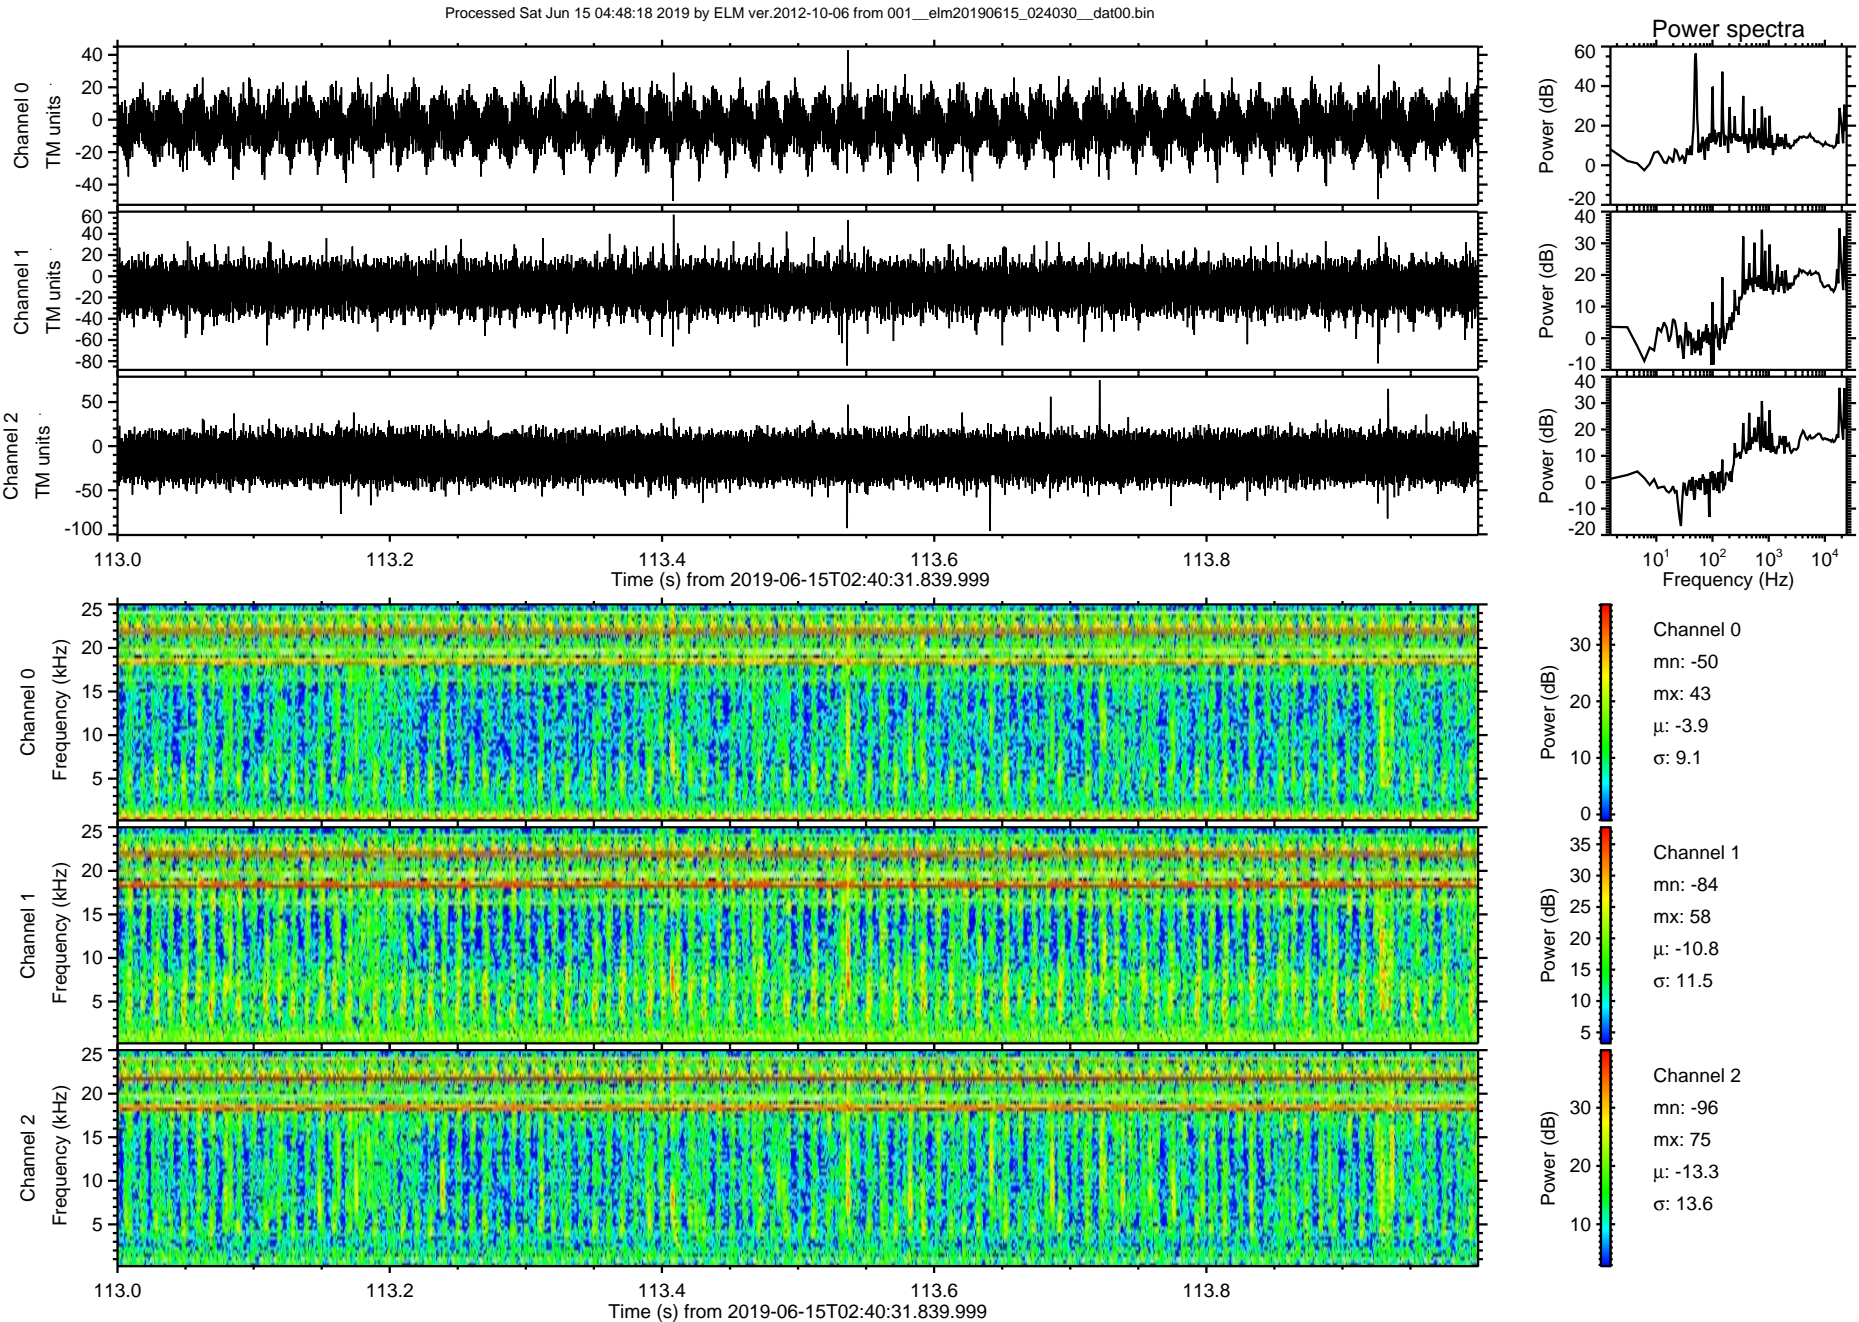 Processed Sat Jun 15 04:48:18 2019 by ELM ver.2012-10-06 from 001__elm20190615_024030__dat00.bin
Power spectra
Channel 0
TM units
40
20
0
-20
-40
Power (dB)
60
40
20
0
-20
Channel 1
TM units
60
40
20
0
-20
-40
-60
-80
Power (dB)
40
30
20
10
0
-10
Channel 2
TM units
50
0
-50
-100
Power (dB)
40
30
20
10
0
-10
-20
113.0 113.2 113.4 113.6 113.8
Time (s) from 2019-06-15T02:40:31.839.999
10¹ 10² 10³ 10⁴
Frequency (Hz)
Channel 0
Frequency (kHz)
25
20
15
10
5
Power (dB)
30
20
10
0
Channel 0
mn: -50
mx: 43
μ: -3.9
σ: 9.1
Channel 1
Frequency (kHz)
25
20
15
10
5
Power (dB)
35
30
25
20
15
10
5
Channel 1
mn: -84
mx: 58
μ: -10.8
σ: 11.5
Channel 2
Frequency (kHz)
25
20
15
10
5
Power (dB)
30
20
10
Channel 2
mn: -96
mx: 75
μ: -13.3
σ: 13.6
113.0 113.2 113.4 113.6 113.8
Time (s) from 2019-06-15T02:40:31.839.999